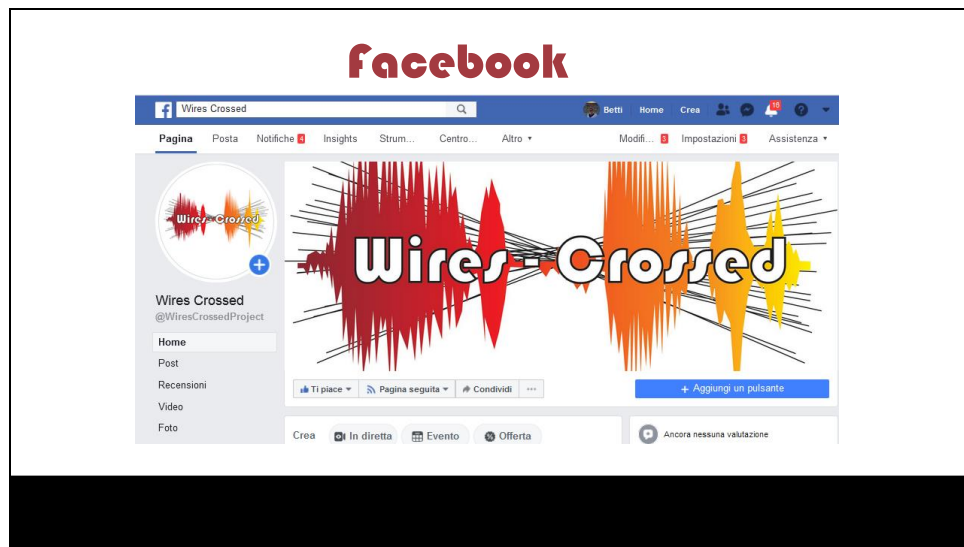 Facebook
Wires Crossed
Betti Home Crea 16
Pagina Posta Notifiche 4 Insights Strum... Centro... Altro Modifi... 3 Impostazioni 3 Assistenza
Wires-Crossed
Wires - Crossed
Wires Crossed
@WiresCrossedProject
Home
Post
Recensioni
Video
Foto
Ti piace Pagina seguita Condividi ...
+ Aggiungi un pulsante
Crea In diretta Evento Offerta
Ancora nessuna valutazione